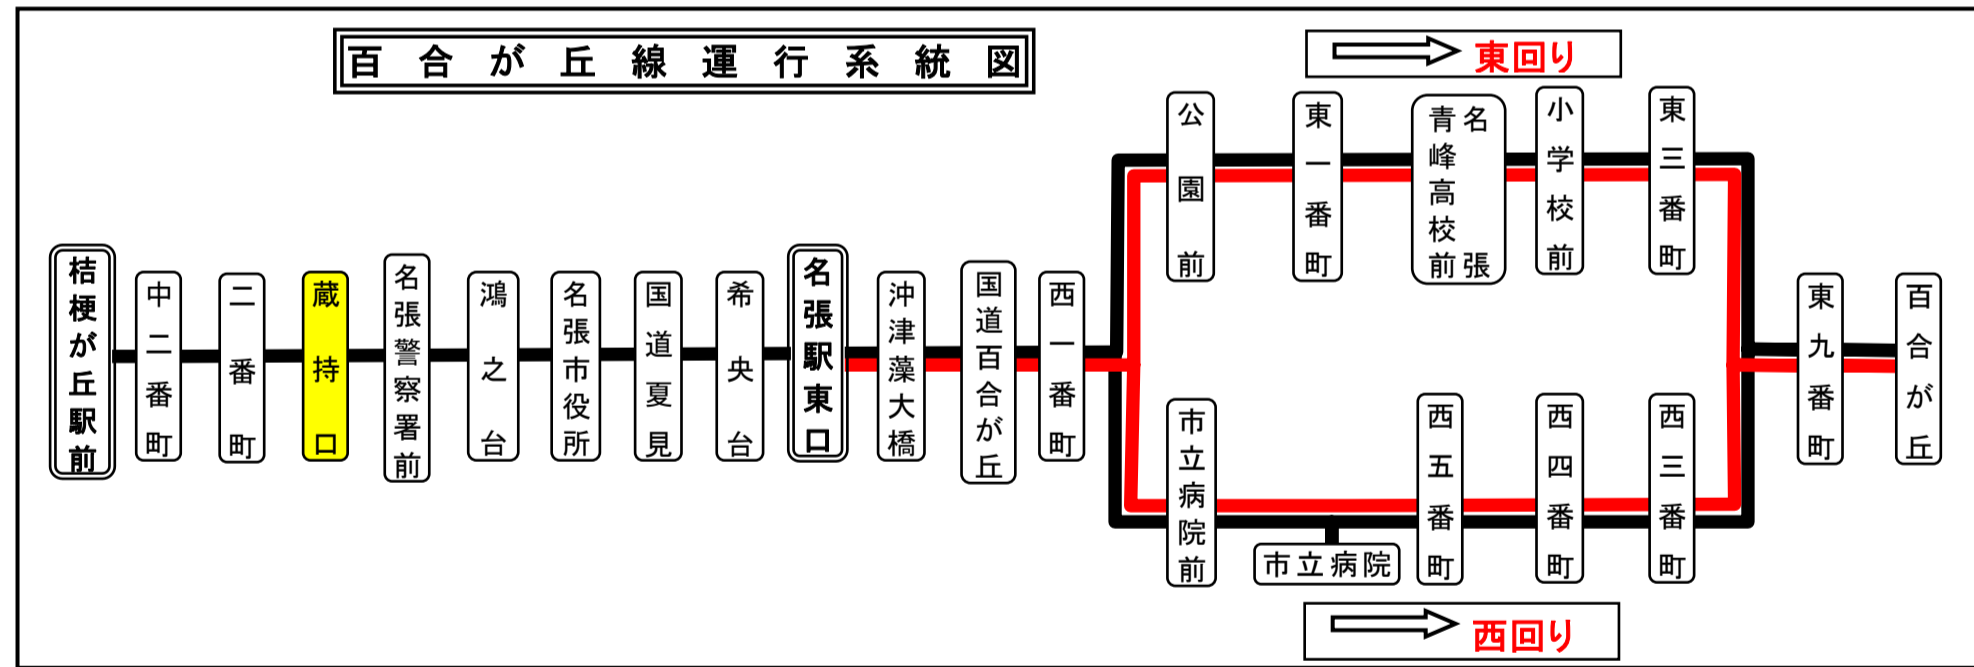 百合が丘線運行系統図
東回り
公園前
東一番町
名張
青峰高校前
小学校前
東三番町
桔梗が丘駅前
中二番町
二番町
蔵持口
名張警察署前
鴻之台
名張市役所
国道夏見
希央台
名張駅東口
沖津藻大橋
国道百合が丘
西一番町
市立病院前
市立病院
西五番町
西四番町
西三番町
東九番町
百合が丘
西回り